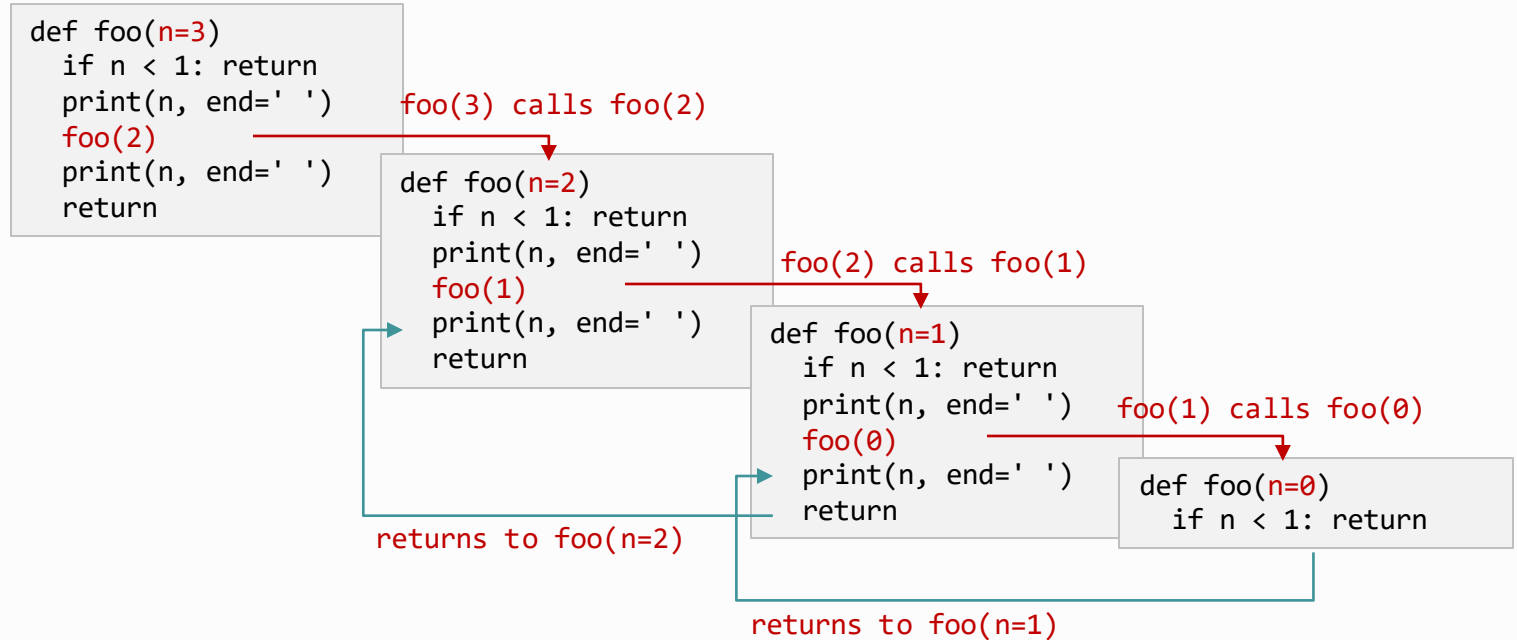 def foo(n=3)
  if n < 1: return
  print(n, end=' ')
  foo(2)
  print(n, end=' ')
  return
foo(3) calls foo(2)
def foo(n=2)
  if n < 1: return
  print(n, end=' ')
  foo(1)
  print(n, end=' ')
  return
foo(2) calls foo(1)
def foo(n=1)
  if n < 1: return
  print(n, end=' ')
  foo(0)
  print(n, end=' ')
  return
foo(1) calls foo(0)
def foo(n=0)
  if n < 1: return
returns to foo(n=2)
returns to foo(n=1)